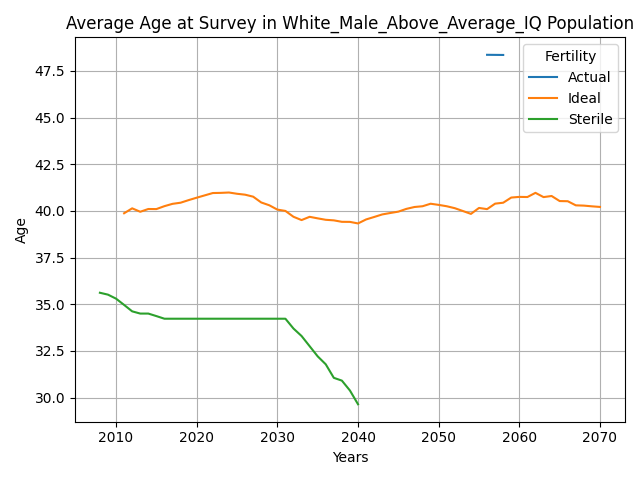 Average Age at Survey in White_Male_Above_Average_IQ Population
Fertility
Actual
Ideal
Sterile
Age
47.5
45.0
42.5
40.0
37.5
35.0
32.5
30.0
2010 2020 2030 2040 2050 2060 2070
Years